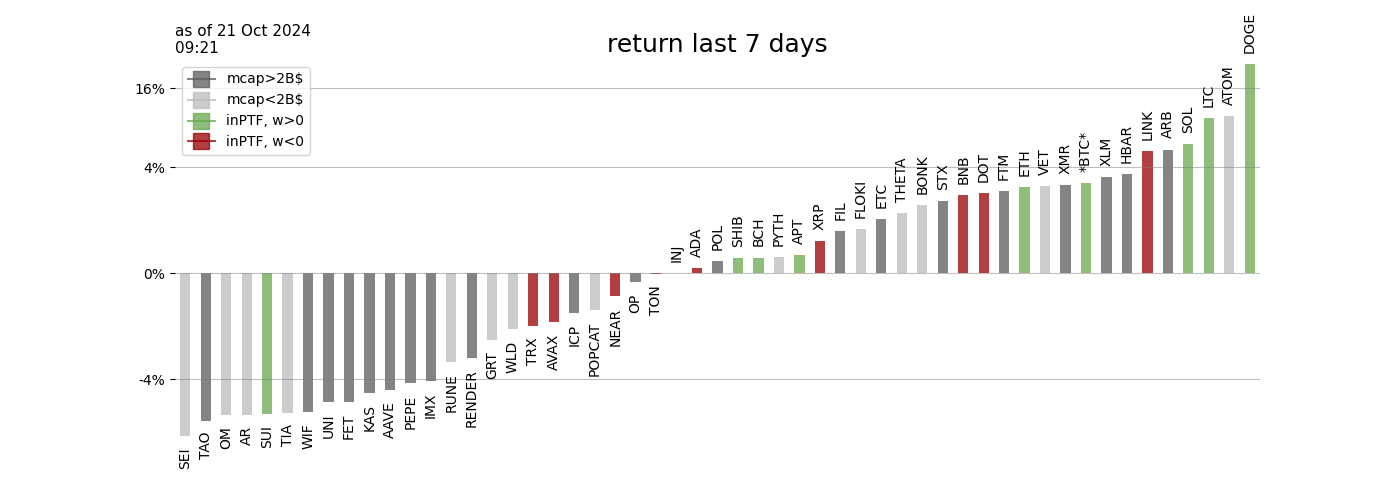 as of 21 Oct 2024
09:21
return last 7 days
mcap>2B$
mcap<2B$
inPTF, w>0
inPTF, w<0
16%
4%
0%
-4%
SEI
TAO
OM
AR
SUI
TIA
WIF
UNI
FET
KAS
AAVE
PEPE
IMX
RUNE
RENDER
GRT
WLD
TRX
AVAX
ICP
POPCAT
NEAR
OP
TON
INJ
ADA
POL
SHIB
BCH
PYTH
APT
XRP
FIL
FLOKI
ETC
THETA
BONK
STX
BNB
DOT
FTM
ETH
VET
XMR
*BTC*
XLM
HBAR
LINK
ARB
SOL
LTC
ATOM
DOGE